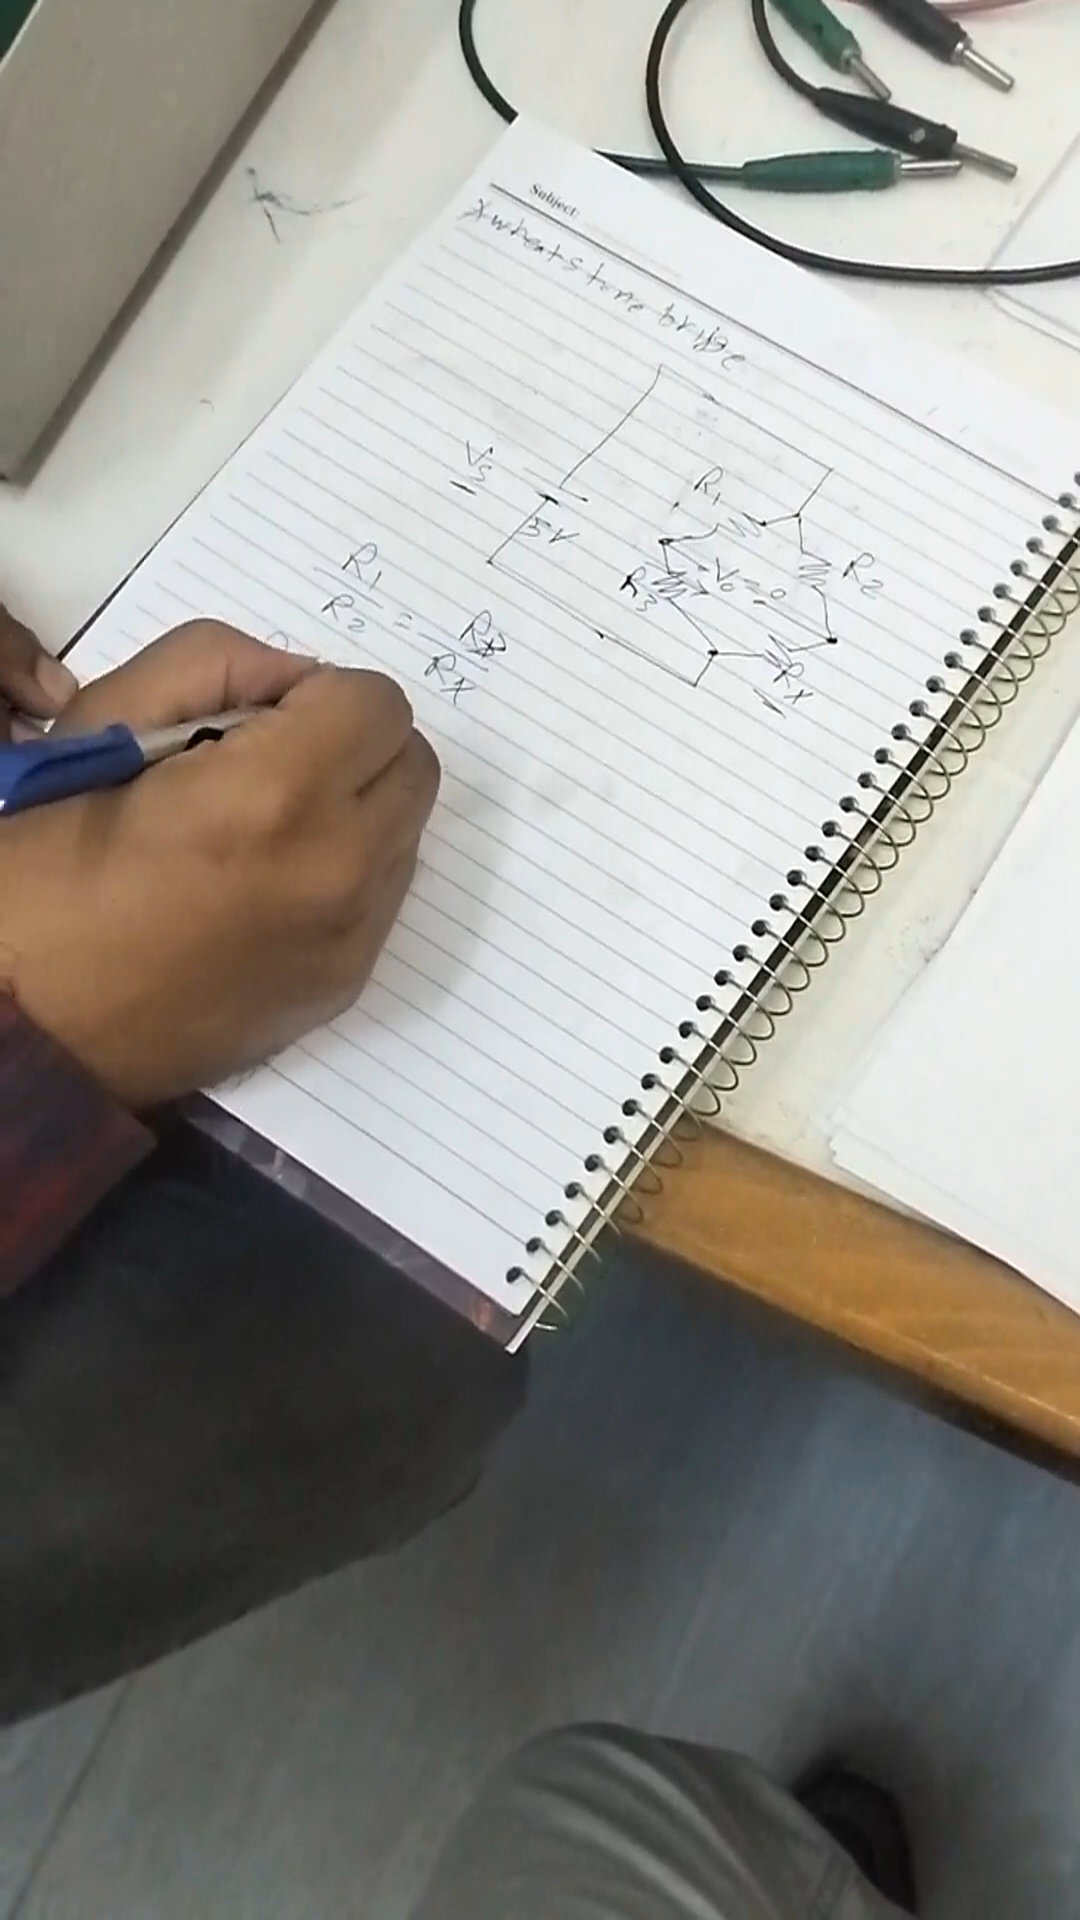 Subject:
* wheatstone bridge
Vs
5V
R1
R2
R3
Vo = 0
Rx
R1/R2 = R3/Rx